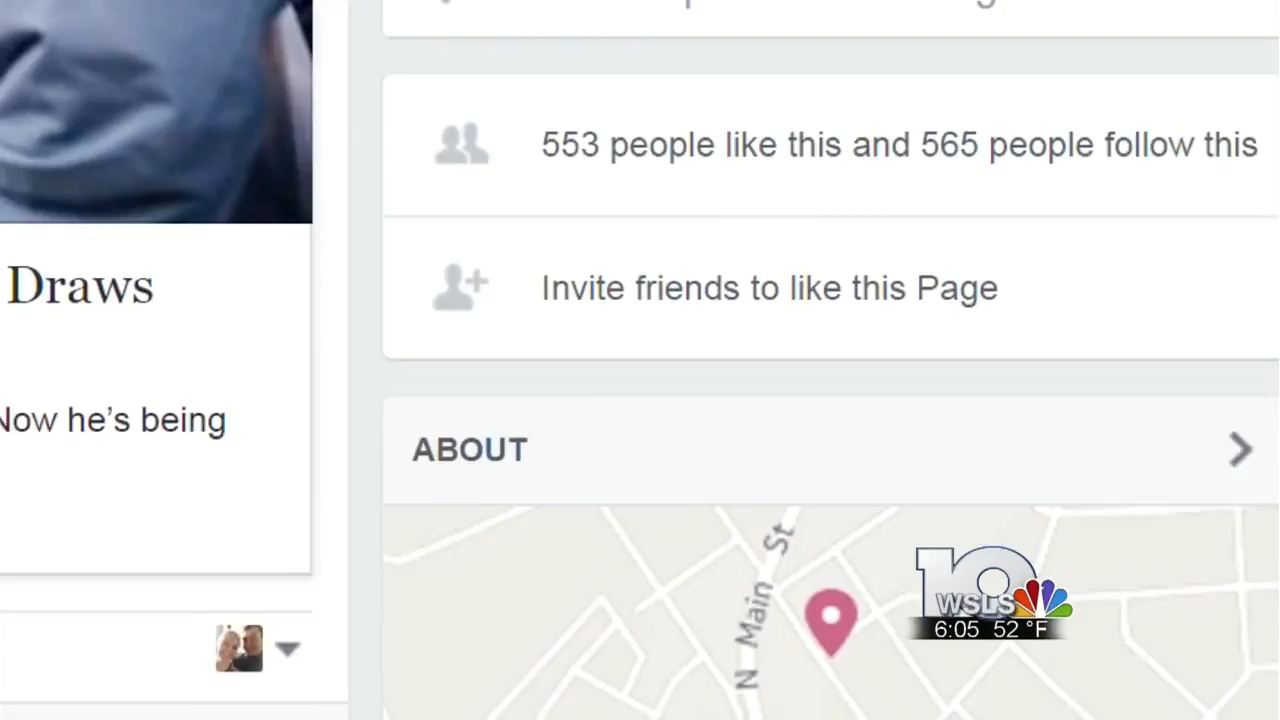 553 people like this and 565 people follow this
Invite friends to like this Page
Draws
Now he's being
ABOUT
N Main St
10
WSLS
6:05 52 °F